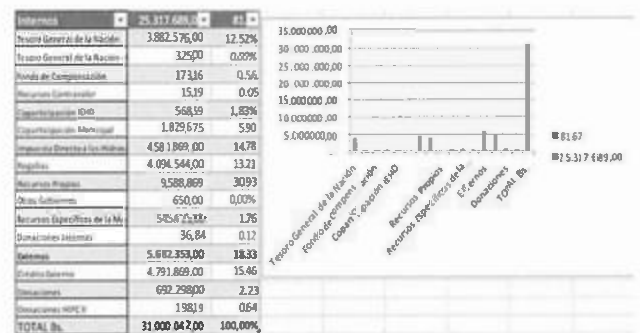 Internos 25.317.689,0 81.
Tesoro General de la Nación 3.882.576,00 12.52%
Tesoro General de la Nación - 325,00 0,00%
Fondo de Compensación 173,16 0.56
Recursos Contravalor 15,19 0.05
Coparticipación IEHD 568,59 1,83%
Coparticipación Municipal 1.829,675 5.90
Impuesto Directo a los Hidroc 4.581.869,00 14.78
Regalías 4.094.544,00 13.21
Recursos Propios 9.588,869 30.93
Otros Gobiernos 650,00 0,00%
Recursos Específicos de la Mu 1.76
Donaciones Internas 36,84 0.12
Externos 5.682.353,00 18.33
Crédito Externo 4.791.869,00 15.46
Donaciones 692.298,00 2.23
Donaciones HIPC II 198,19 0.64
TOTAL Bs. 31.000.042,00 100,00%
35.000.000,00
30.000.000,00
25.000.000,00
20.000.000,00
15.000.000,00
10.000.000,00
5.000.000,00
Tesoro General de la Nación
Fondo de Compensación
Coparticipación IEHD
Recursos Propios
Recursos Específicos de la
Externos
Donaciones
TOTAL Bs.
81.67
25.317.689,00